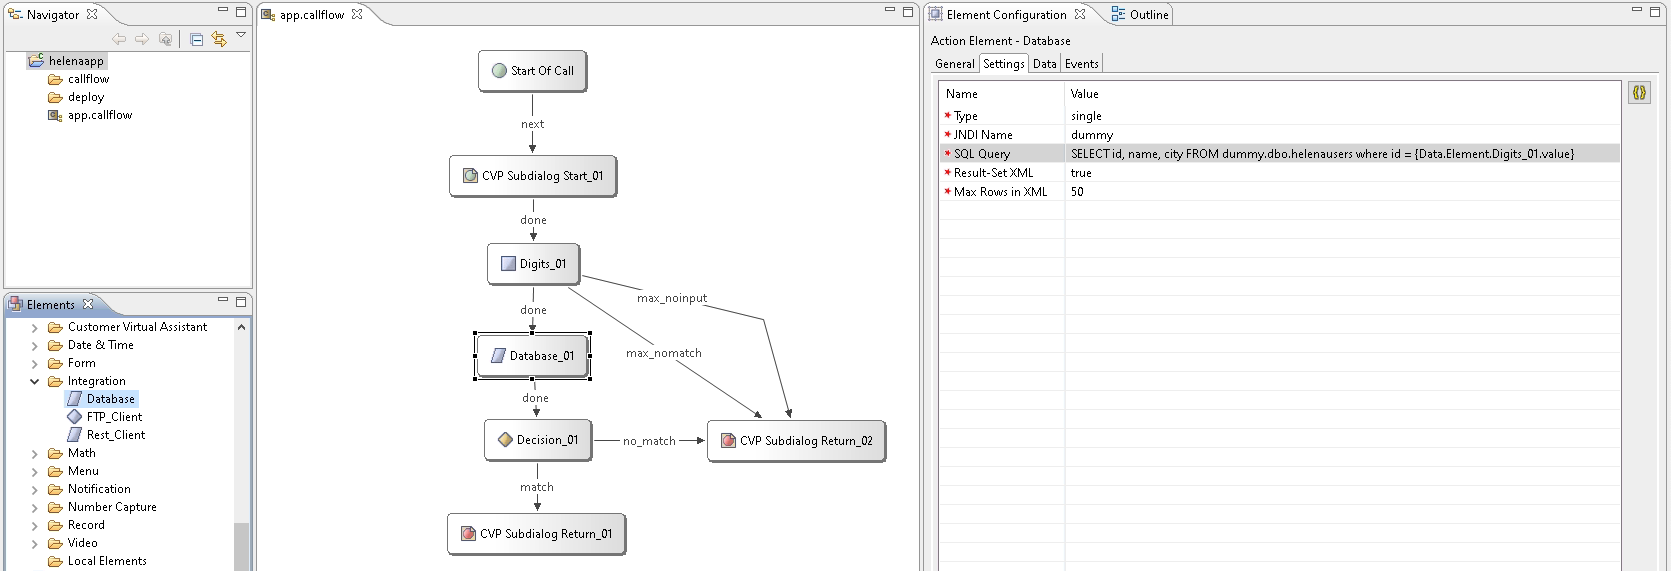 Navigator
helenaapp
callflow
deploy
app.callflow
Elements
Customer Virtual Assistant
Date & Time
Form
Integration
Database
FTP_Client
Rest_Client
Math
Menu
Notification
Number Capture
Record
Video
Local Elements
app.callflow
Start Of Call
next
CVP Subdialog Start_01
done
Digits_01
max_noinput
done
max_nomatch
Database_01
done
Decision_01
no_match
CVP Subdialog Return_02
match
CVP Subdialog Return_01
Element Configuration
Outline
Action Element - Database
General Settings Data Events
Name Value
* Type single
* JNDI Name dummy
* SQL Query SELECT id, name, city FROM dummy.dbo.helenausers where id = {Data.Element.Digits_01.value}
* Result-Set XML true
* Max Rows in XML 50